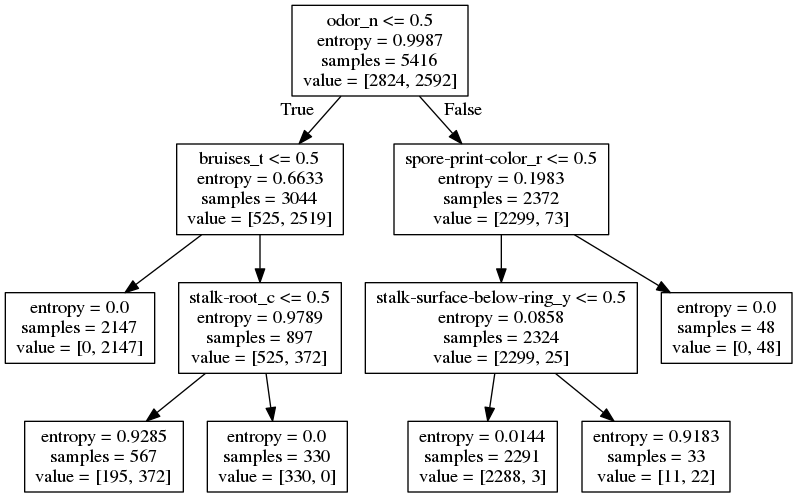 odor_n <= 0.5
entropy = 0.9987
samples = 5416
value = [2824, 2592]
True
False
bruises_t <= 0.5
entropy = 0.6633
samples = 3044
value = [525, 2519]
spore-print-color_r <= 0.5
entropy = 0.1983
samples = 2372
value = [2299, 73]
entropy = 0.0
samples = 2147
value = [0, 2147]
stalk-root_c <= 0.5
entropy = 0.9789
samples = 897
value = [525, 372]
stalk-surface-below-ring_y <= 0.5
entropy = 0.0858
samples = 2324
value = [2299, 25]
entropy = 0.0
samples = 48
value = [0, 48]
entropy = 0.9285
samples = 567
value = [195, 372]
entropy = 0.0
samples = 330
value = [330, 0]
entropy = 0.0144
samples = 2291
value = [2288, 3]
entropy = 0.9183
samples = 33
value = [11, 22]